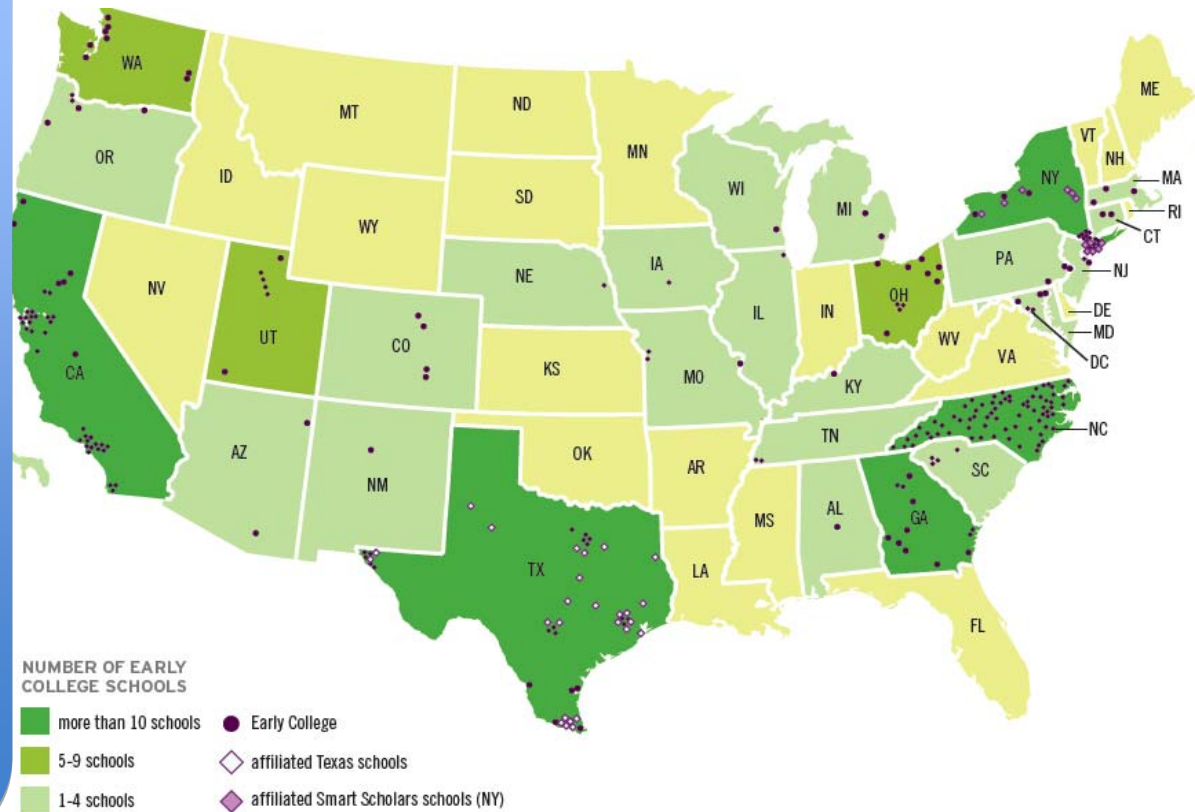 WA
MT
ND
ME
MN
VT
NH
OR
ID
SD
WI
MI
NY
MA
RI
CT
WY
NV
NE
IA
PA
NJ
UT
CO
IL
IN
OH
DE
MD
DC
WV
VA
CA
KS
MO
KY
NC
TN
AZ
NM
OK
AR
SC
MS
AL
GA
TX
LA
FL
NUMBER OF EARLY
COLLEGE SCHOOLS
more than 10 schools
Early College
5-9 schools
affiliated Texas schools
1-4 schools
affiliated Smart Scholars schools (NY)